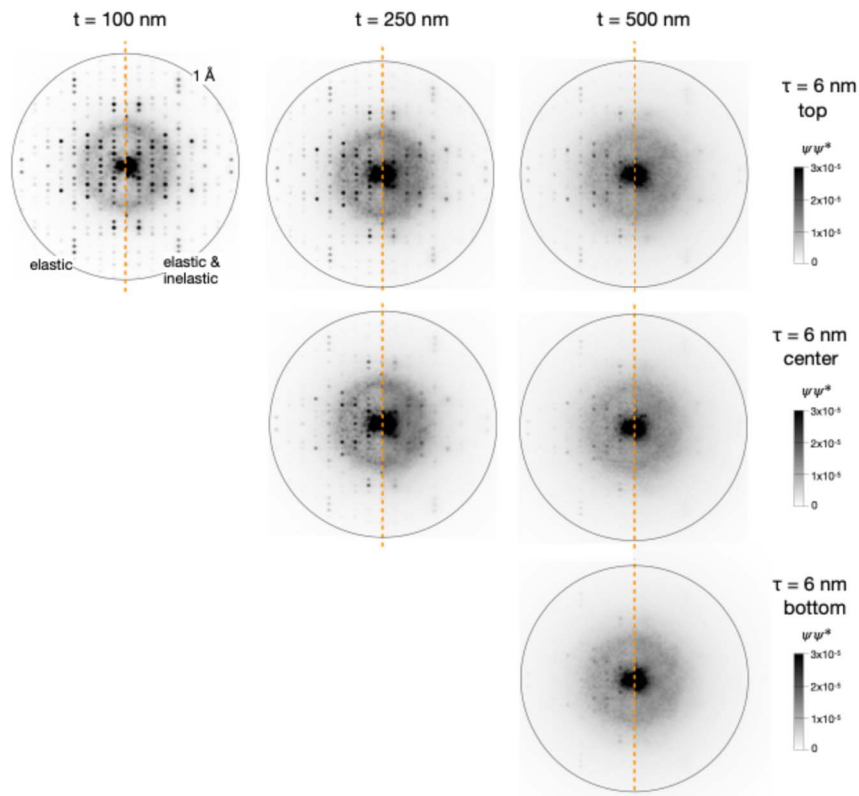 t = 100 nm
t = 250 nm
t = 500 nm
1 Å
elastic
elastic &
inelastic
τ = 6 nm
top
ψψ*
3x10⁻⁵
2x10⁻⁵
1x10⁻⁵
0
τ = 6 nm
center
ψψ*
3x10⁻⁵
2x10⁻⁵
1x10⁻⁵
0
τ = 6 nm
bottom
ψψ*
3x10⁻⁵
2x10⁻⁵
1x10⁻⁵
0